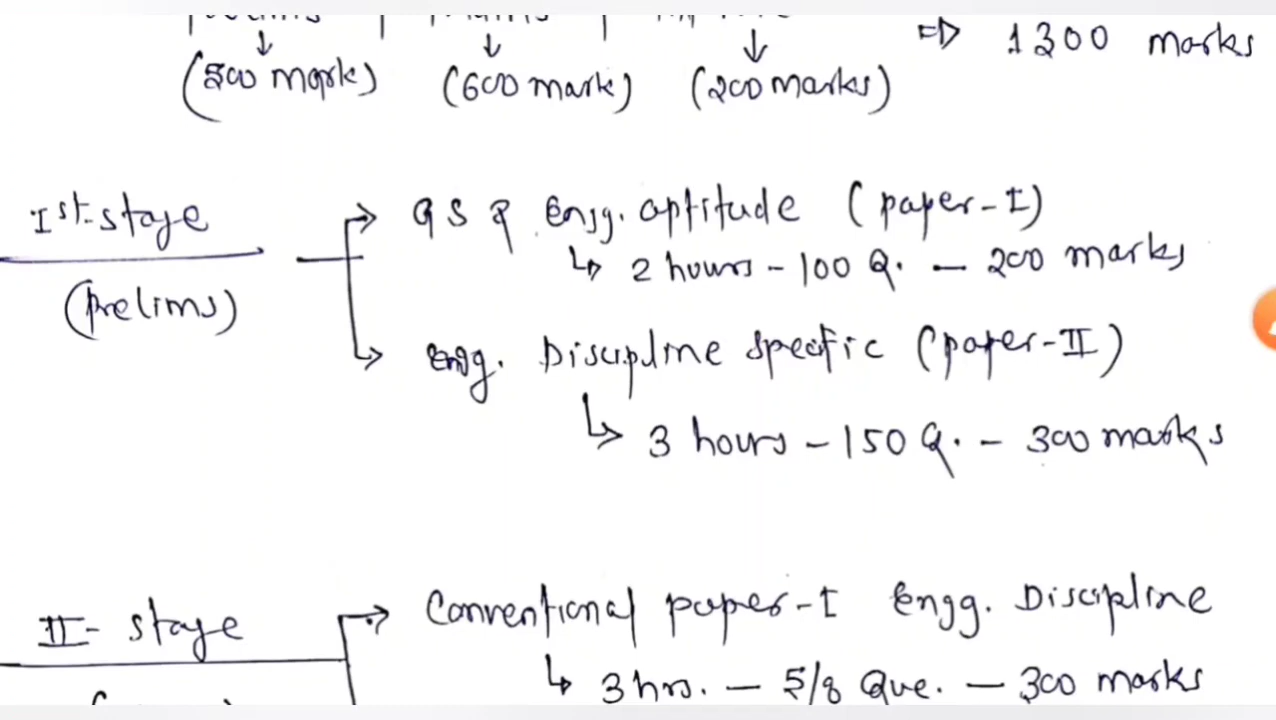 ⇒ 1300 marks
(500 mark) (600 mark) (200 marks)
Ist-stage
(prelims)
GS & Engg. aptitude (paper-I)
2 hours - 100 Q. - 200 marks
Engg. Discipline specific (paper-II)
3 hours - 150 Q. - 300 marks
II- stage
Conventional paper-I Engg. Discipline
3 hrs. - 5/8 Que. - 300 marks